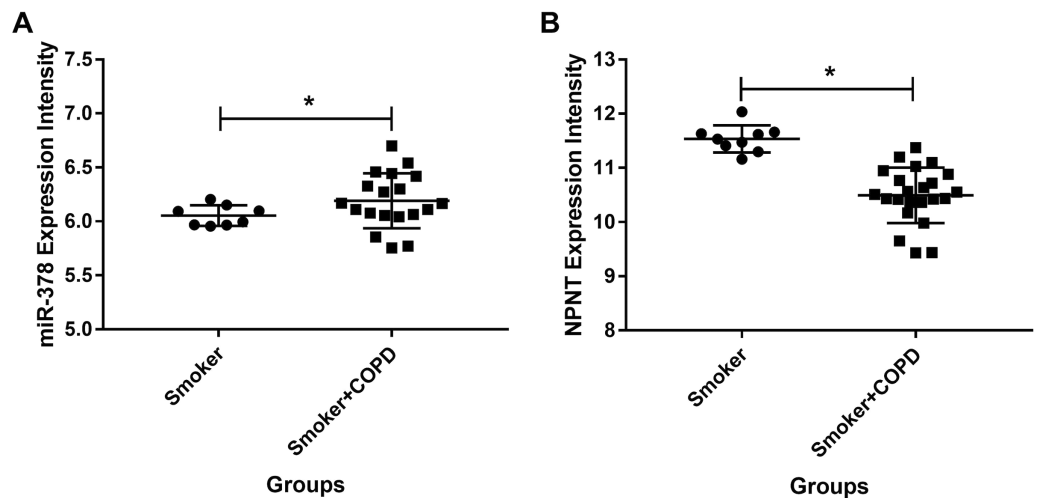 A
miR-378 Expression Intensity
7.5
7.0
6.5
6.0
5.5
5.0
*
Smoker
Smoker+COPD
Groups
B
NPNT Expression Intensity
13
12
11
10
9
8
*
Smoker
Smoker+COPD
Groups